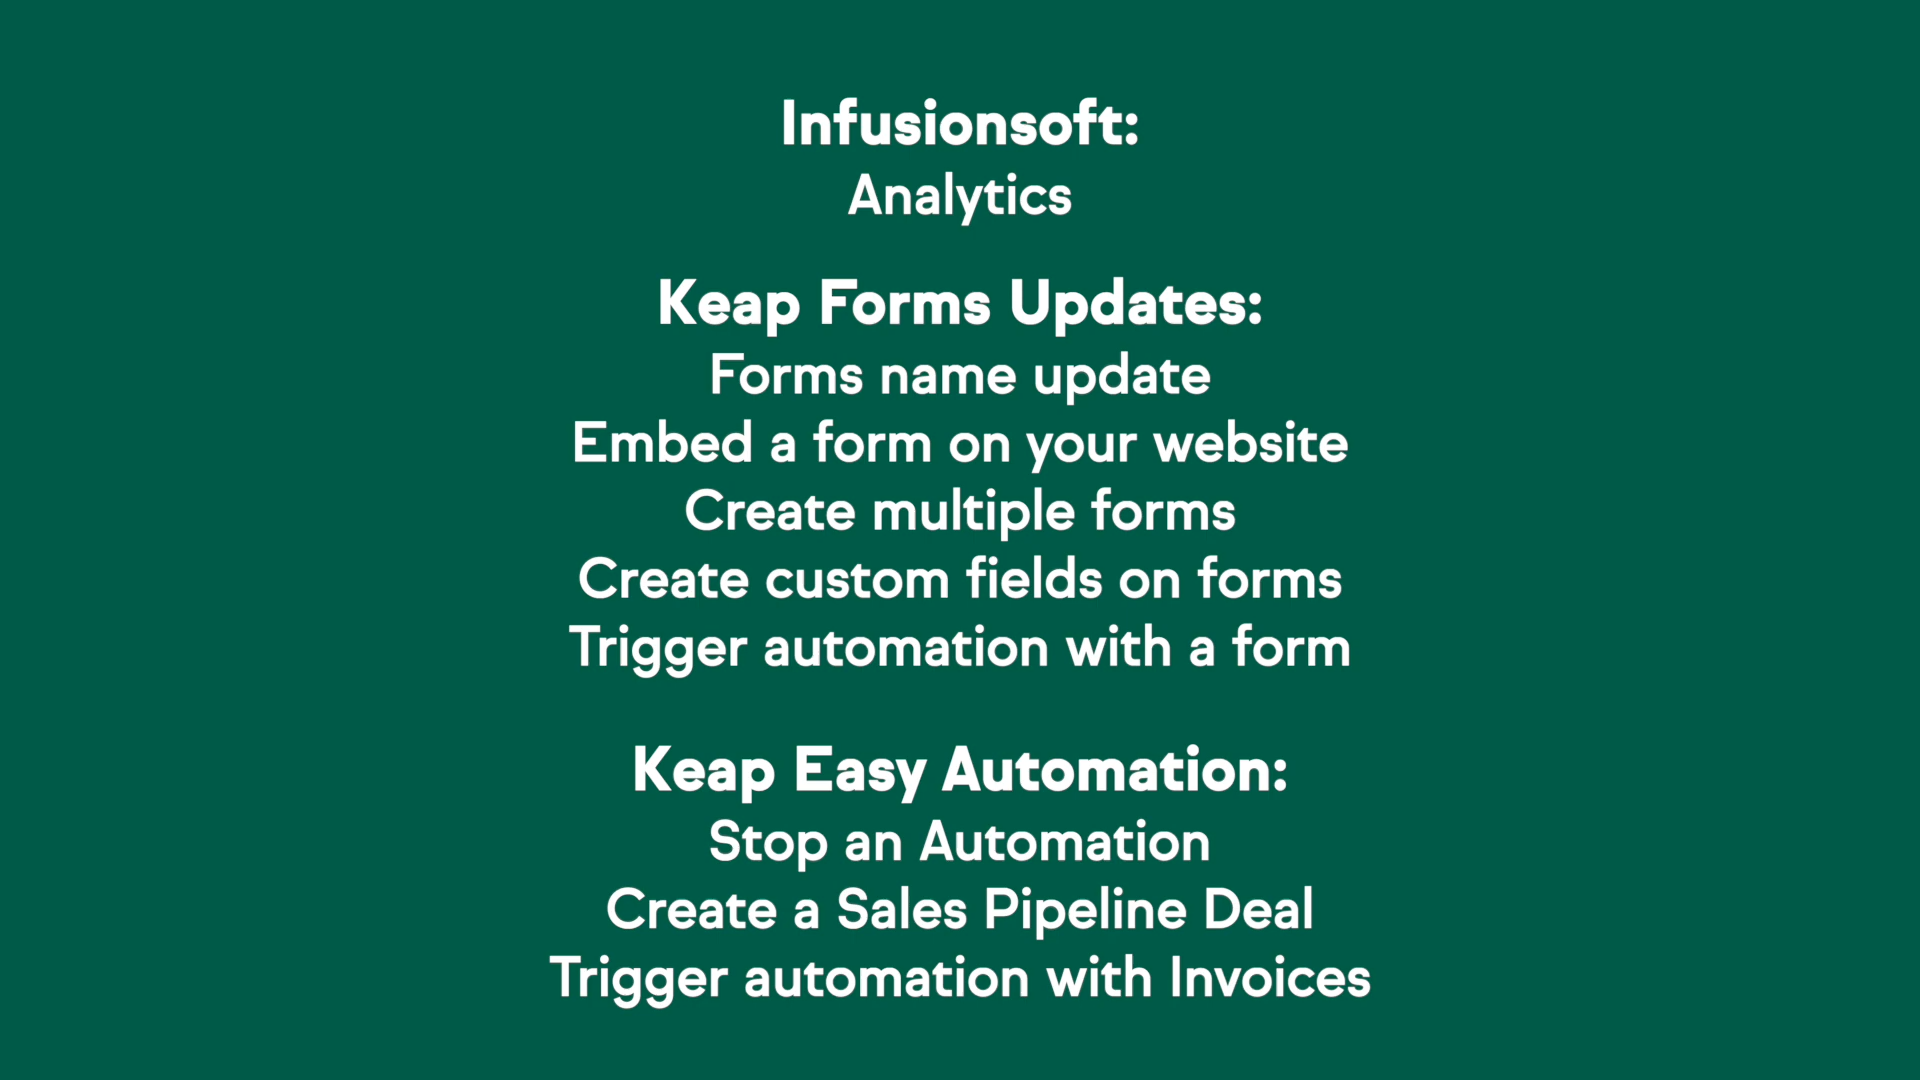 Infusionsoft:
Analytics
Keap Forms Updates:
Forms name update
Embed a form on your website
Create multiple forms
Create custom fields on forms
Trigger automation with a form
Keap Easy Automation:
Stop an Automation
Create a Sales Pipeline Deal
Trigger automation with Invoices